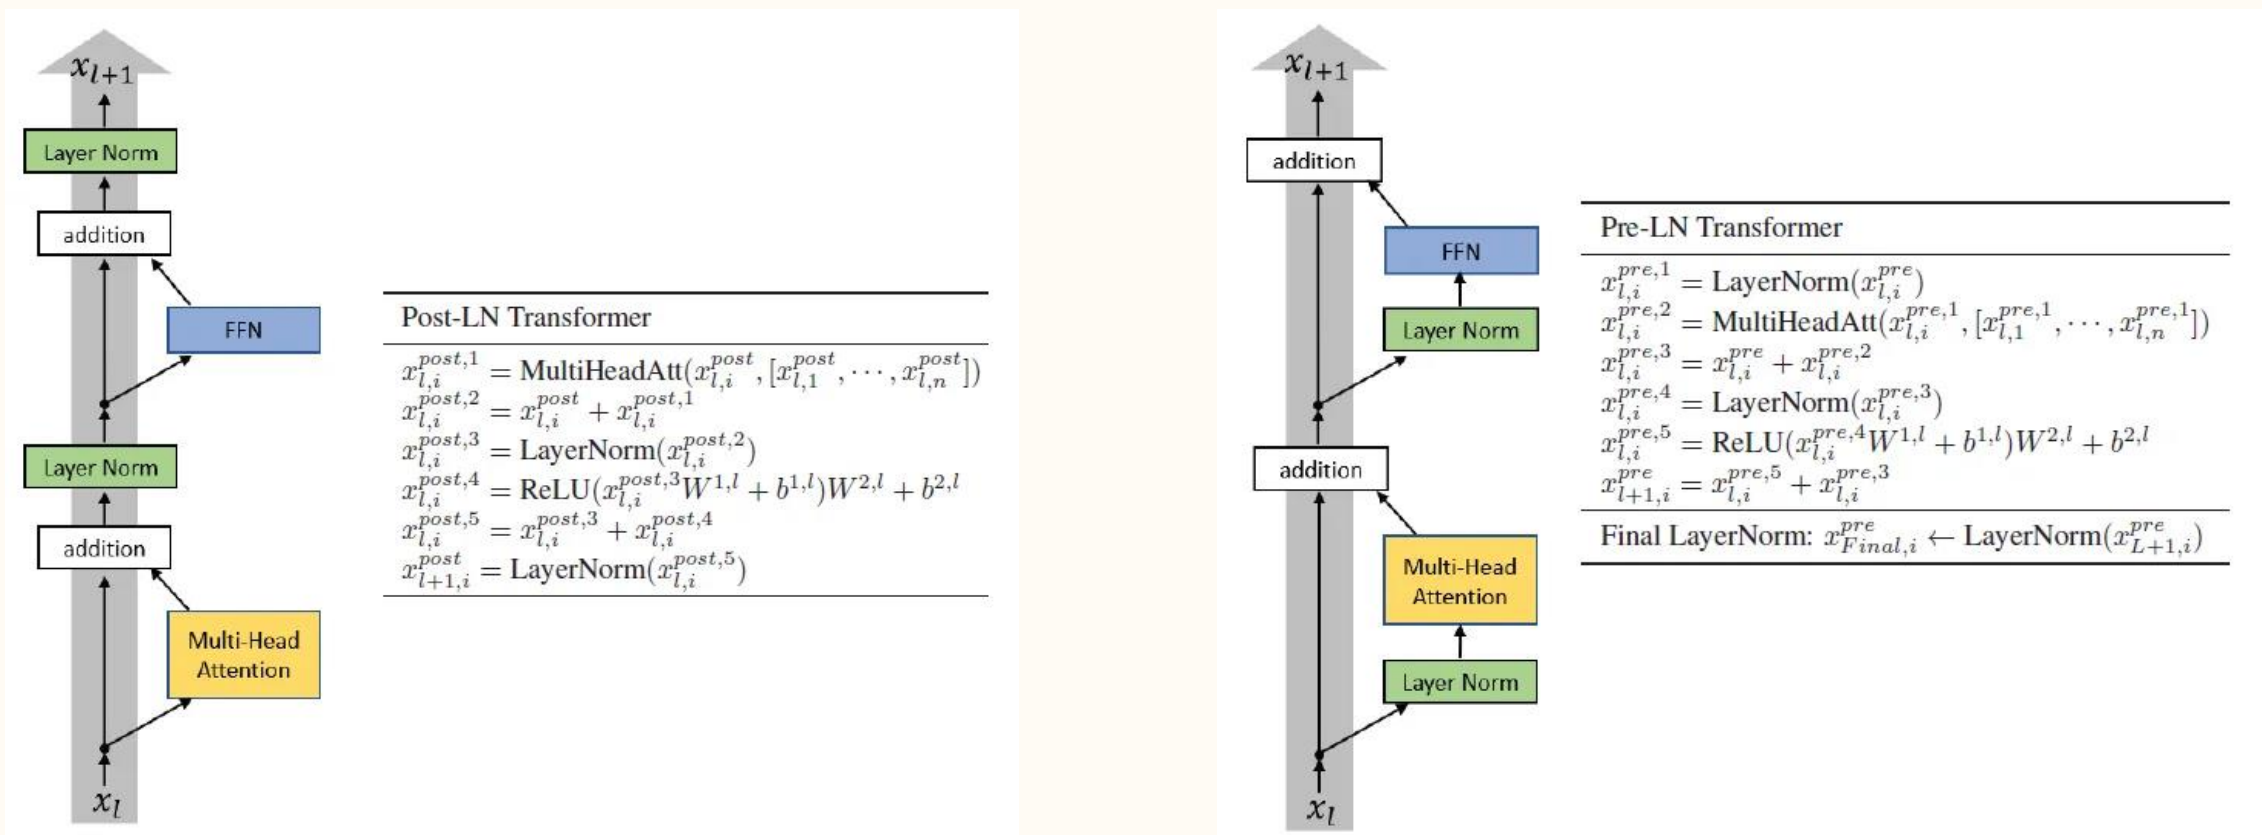 x_{l+1}
Layer Norm
addition
FFN
Layer Norm
addition
Multi-Head
Attention
x_l
Post-LN Transformer
x_{l,i}^{post,1} = MultiHeadAtt(x_{l,i}^{post}, [x_{l,1}^{post}, ⋯, x_{l,n}^{post}])
x_{l,i}^{post,2} = x_{l,i}^{post} + x_{l,i}^{post,1}
x_{l,i}^{post,3} = LayerNorm(x_{l,i}^{post,2})
x_{l,i}^{post,4} = ReLU(x_{l,i}^{post,3}W^{1,l} + b^{1,l})W^{2,l} + b^{2,l}
x_{l,i}^{post,5} = x_{l,i}^{post,3} + x_{l,i}^{post,4}
x_{l+1,i}^{post} = LayerNorm(x_{l,i}^{post,5})
x_{l+1}
addition
FFN
Layer Norm
addition
Multi-Head
Attention
Layer Norm
x_l
Pre-LN Transformer
x_{l,i}^{pre,1} = LayerNorm(x_{l,i}^{pre})
x_{l,i}^{pre,2} = MultiHeadAtt(x_{l,i}^{pre,1}, [x_{l,1}^{pre,1}, ⋯, x_{l,n}^{pre,1}])
x_{l,i}^{pre,3} = x_{l,i}^{pre} + x_{l,i}^{pre,2}
x_{l,i}^{pre,4} = LayerNorm(x_{l,i}^{pre,3})
x_{l,i}^{pre,5} = ReLU(x_{l,i}^{pre,4}W^{1,l} + b^{1,l})W^{2,l} + b^{2,l}
x_{l+1,i}^{pre} = x_{l,i}^{pre,5} + x_{l,i}^{pre,3}
Final LayerNorm: x_{Final,i}^{pre} ← LayerNorm(x_{L+1,i}^{pre})